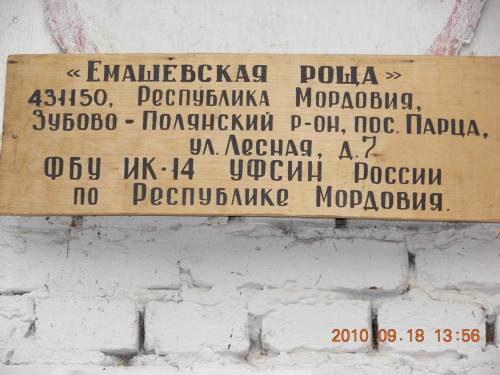 «Емашевская роща»
431150, Республика Мордовия,
Зубово-Полянский р-он, пос. Парца,
ул. Лесная, д. 7
ФБУ ИК-14 УФСИН России
по Республике Мордовия.
2010.09.18 13:56